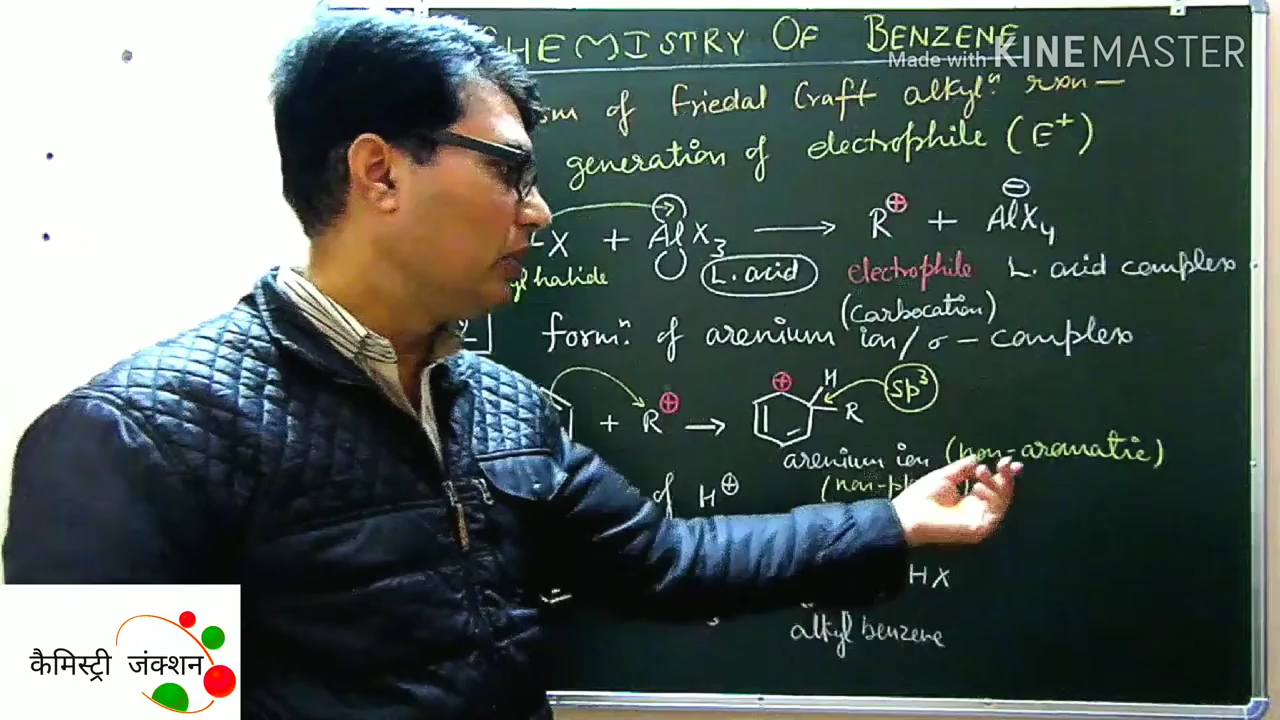 CHEMISTRY OF BENZENE
Made with KINEMASTER
of Friedal Craft alkylⁿ. rxn —
generation of electrophile (E⁺)
X + AlX₃ → R⊕ + AlX₄⊖
halide L. acid electrophile L. acid complex
(carbocation)
formⁿ. of arenium ion/σ - complex
+ R⊕ → ⊕ H R sp³
arenium ion (non-aromatic)
of H⊕
HX
alkyl benzene
कैमिस्ट्री जंक्शन